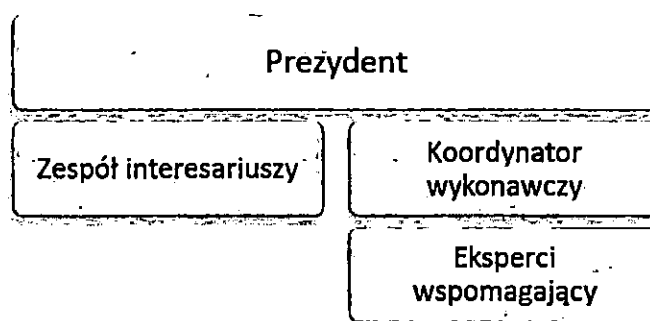 Prezydent
Zespół interesariuszy
Koordynator
wykonawczy
Eksperci
wspomagający